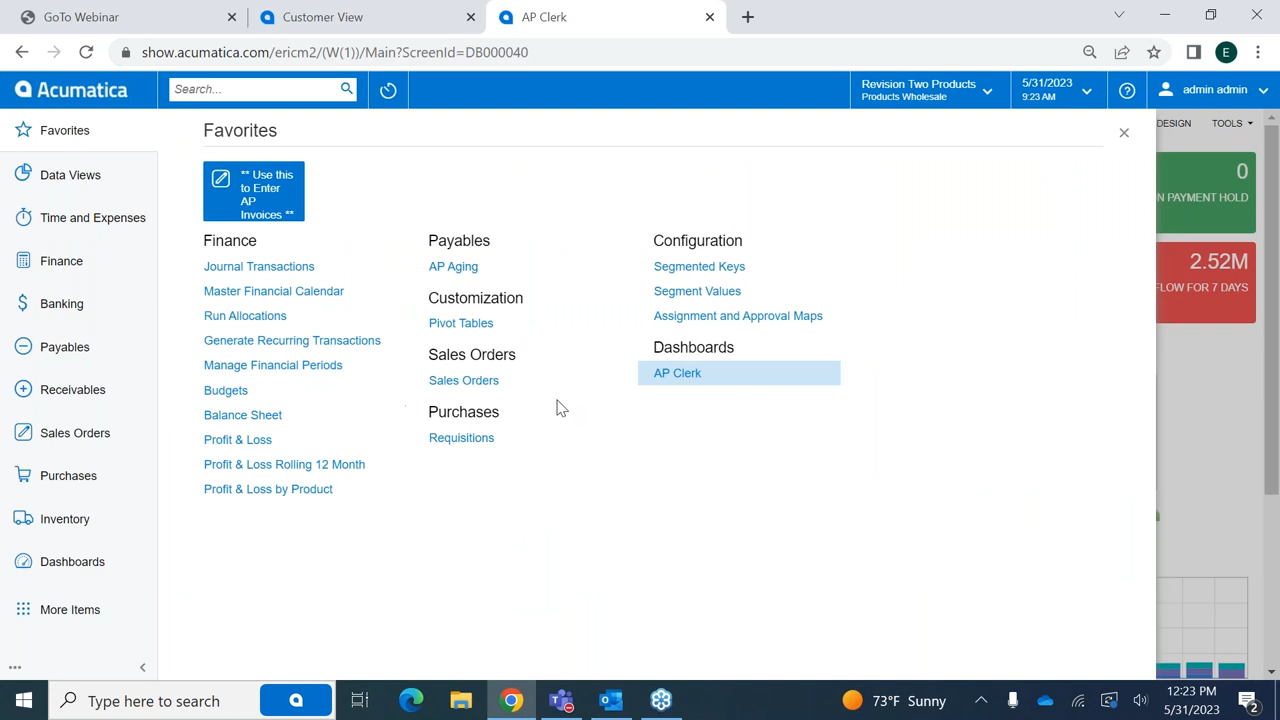 GoTo Webinar
Customer View
AP Clerk
show.acumatica.com/ericm2/(W(1))/Main?ScreenId=DB000040
E
Acumatica
Search...
Revision Two Products
Products Wholesale
5/31/2023
9:23 AM
admin admin
Favorites
Data Views
Time and Expenses
Finance
Banking
Payables
Receivables
Sales Orders
Purchases
Inventory
Dashboards
More Items
Favorites
** Use this
to Enter
AP
Invoices **
Finance
Journal Transactions
Master Financial Calendar
Run Allocations
Generate Recurring Transactions
Manage Financial Periods
Budgets
Balance Sheet
Profit & Loss
Profit & Loss Rolling 12 Month
Profit & Loss by Product
Payables
AP Aging
Customization
Pivot Tables
Sales Orders
Sales Orders
Purchases
Requisitions
Configuration
Segmented Keys
Segment Values
Assignment and Approval Maps
Dashboards
AP Clerk
DESIGN
TOOLS
0
N PAYMENT HOLD
2.52M
FLOW FOR 7 DAYS
Type here to search
73°F Sunny
12:23 PM
5/31/2023
2